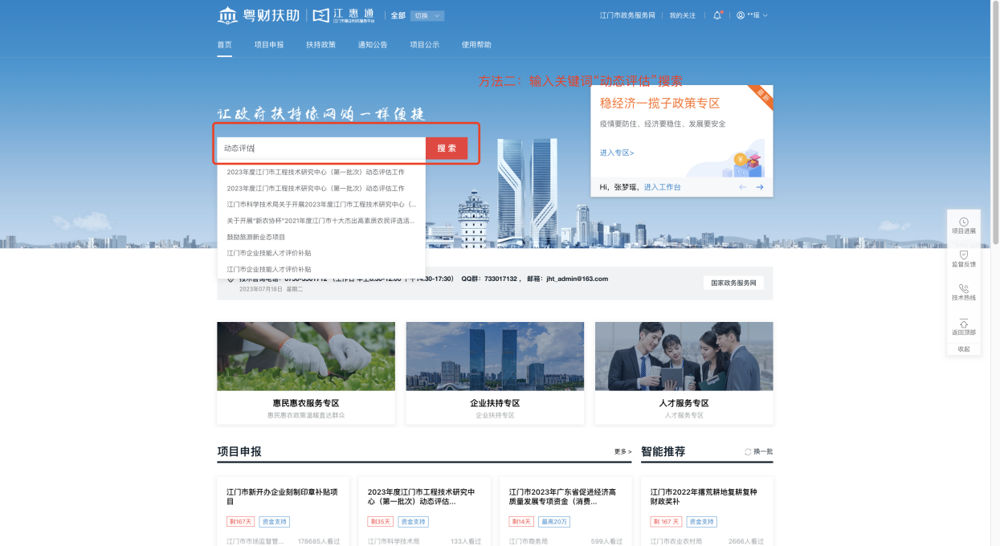 粤财扶助 江惠通 全部 切换
江门市政务服务网 我的关注 **瑶
首页 项目申报 扶持政策 通知公告 项目公示 使用帮助
方法二：输入关键词“动态评估”搜索
让政府扶持像网购一样便捷
动态评估 搜索
2023年度江门市工程技术研究中心（第一批次）动态评估工作
2023年度江门市工程技术研究中心（第一批次）动态评估工作
江门市科学技术局关于开展2023年度江门市工程技术研究中心（...
关于开展“新农协杯”2021年度江门市十大杰出高素质农民评选活...
鼓励旅游新业态项目
江门市企业技能人才评价补贴
江门市企业技能人才评价补贴
最新
稳经济一揽子政策专区
疫情要防住、经济要稳住、发展要安全
进入专区>
Hi，张梦瑶，进入工作台
项目进展
监督反馈
技术热线
返回顶部
收起
技术咨询电话：0750-3501712 （工作日 早上8:30-12:00 下午14:30-17:30） QQ群：733017132， 邮箱：jht_admin@163.com
2023年07月18日 星期二
国家政务服务网
惠民惠农服务专区
惠民惠农政策温暖直达群众
企业扶持专区
企业扶持专区
人才服务专区
人才服务专区
项目申报 更多 >
智能推荐 换一批
江门市新开办企业刻制印章补贴项
目
剩167天 资金支持
江门市市场监督管... 178685人看过
2023年度江门市工程技术研究中
心（第一批次）动态评估...
剩35天 资金支持
江门市科学技术局 133人看过
江门市2023年广东省促进经济高
质量发展专项资金（消费...
剩14天 最高20万
江门市商务局 599人看过
江门市2022年撂荒耕地复耕复种
财政奖补
剩 167 天 资金支持
江门市农业农村局 2666人看过